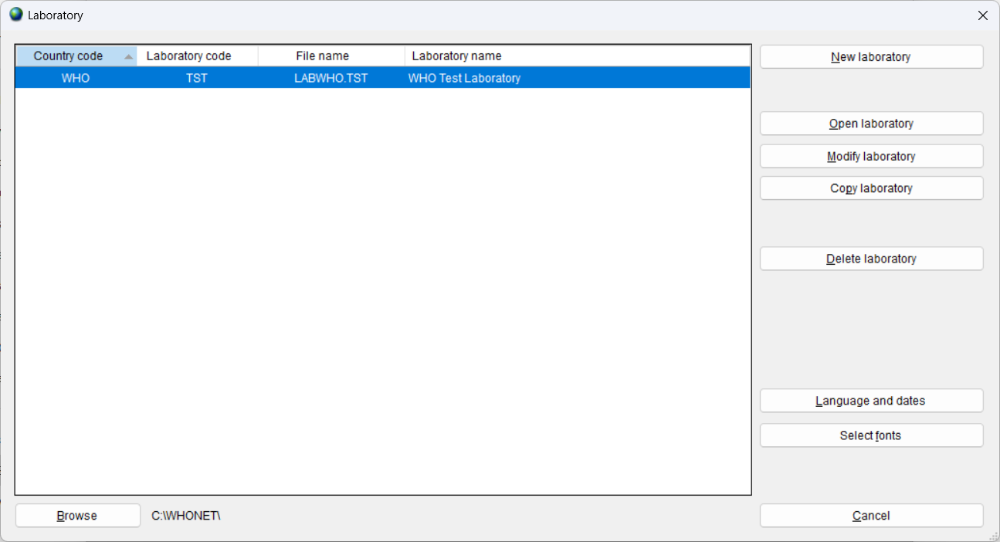 Laboratory
Country code Laboratory code File name Laboratory name
WHO TST LABWHO.TST WHO Test Laboratory
New laboratory
Open laboratory
Modify laboratory
Copy laboratory
Delete laboratory
Language and dates
Select fonts
Browse C:\WHONET\
Cancel